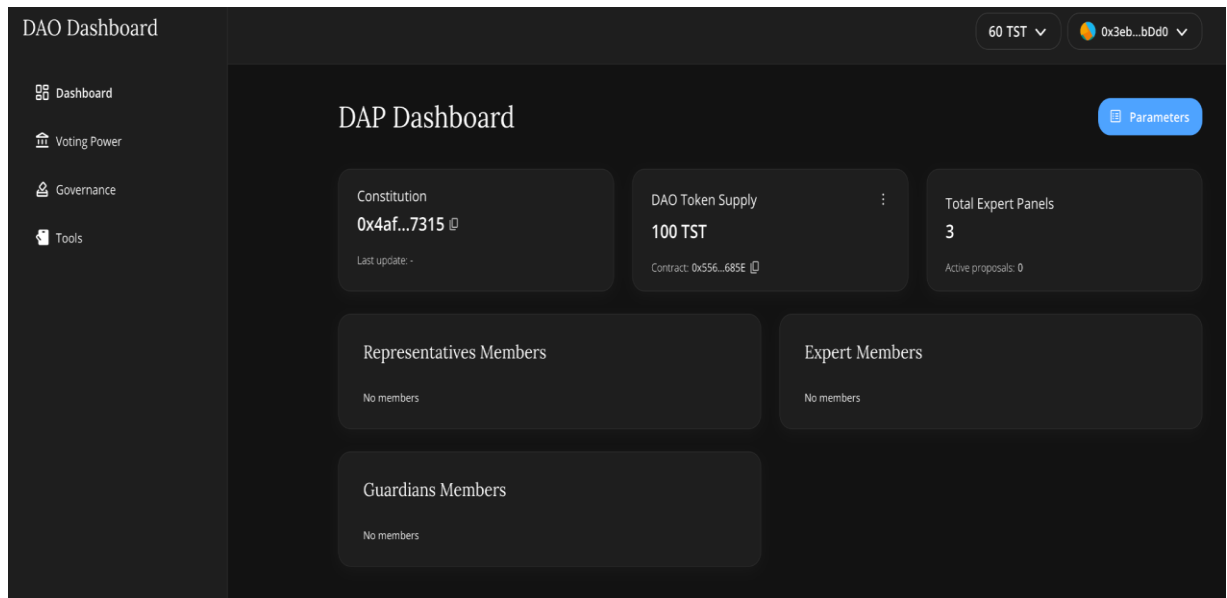 DAO Dashboard
60 TST
0x3eb...bDd0
Dashboard
Voting Power
Governance
Tools
DAP Dashboard
Parameters
Constitution
0x4af...7315
Last update: -
DAO Token Supply
100 TST
Contract: 0x556...685E
Total Expert Panels
3
Active proposals: 0
Representatives Members
No members
Expert Members
No members
Guardians Members
No members